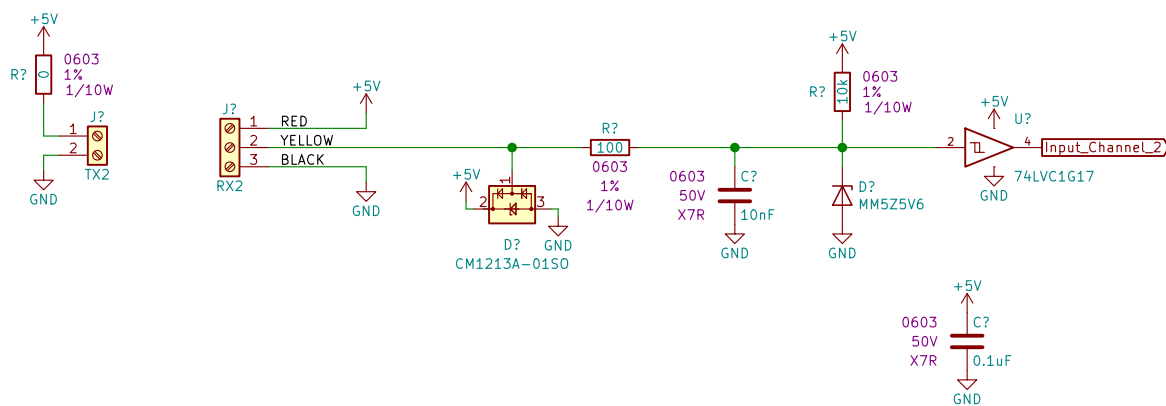 +5V
R?
0
0603
1%
1/10W
J?
1
2
TX2
GND
J?
1
2
3
RX2
RED
YELLOW
BLACK
+5V
GND
+5V
1
2
3
D?
GND
CM1213A-01SO
R?
100
0603
1%
1/10W
0603
50V
X7R
C?
10nF
GND
+5V
R?
10k
0603
1%
1/10W
D?
MM5Z5V6
GND
+5V
U?
2
4
74LVC1G17
GND
Input_Channel_2
+5V
0603
50V
X7R
C?
0.1uF
GND